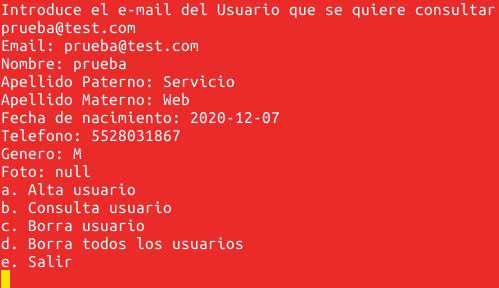 Introduce el e-mail del Usuario que se quiere consultar
prueba@test.com
Email: prueba@test.com
Nombre: prueba
Apellido Paterno: Servicio
Apellido Materno: Web
Fecha de nacimiento: 2020-12-07
Telefono: 5528031867
Genero: M
Foto: null
a. Alta usuario
b. Consulta usuario
c. Borra usuario
d. Borra todos los usuarios
e. Salir